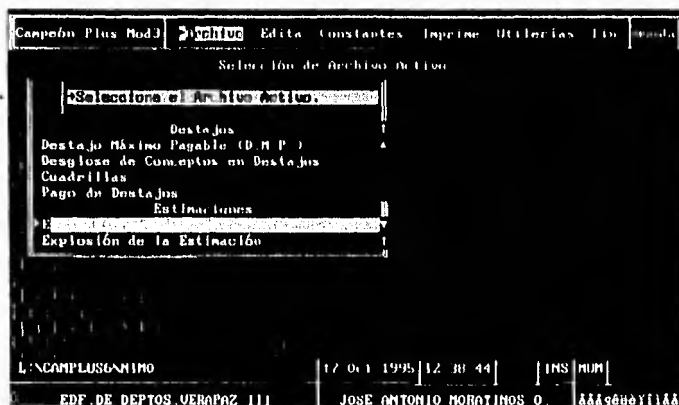 Campeón Plus Mod3 Archivo Edita Constantes Imprime Utilerias Fin Ayuda
Selección de Archivo Activo
→Seleccione el Archivo Activo.
Destajos
Destajo Máximo Pagable (D.M.P.)
Desglose de Conceptos en Destajos
Cuadrillas
Pago de Destajos
Estimaciones
Explosión de la Estimación
L:\CAMPLUS6\MIMO 17 Oct 1995 12 38 44 INS NUM
EDF.DE DEPTOS.VERAPAZ III JOSE ANTONIO MORATINOS O.